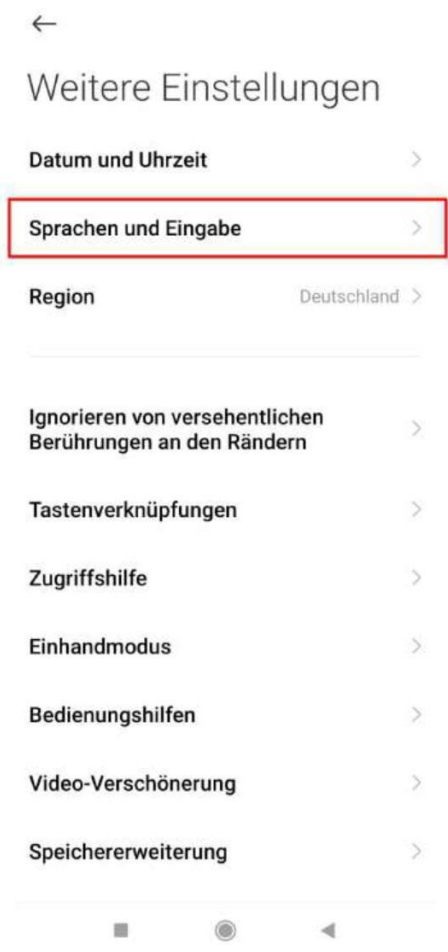 Weitere Einstellungen
Datum und Uhrzeit
Sprachen und Eingabe
Region Deutschland
Ignorieren von versehentlichen
Berührungen an den Rändern
Tastenverknüpfungen
Zugriffshilfe
Einhandmodus
Bedienungshilfen
Video-Verschönerung
Speichererweiterung